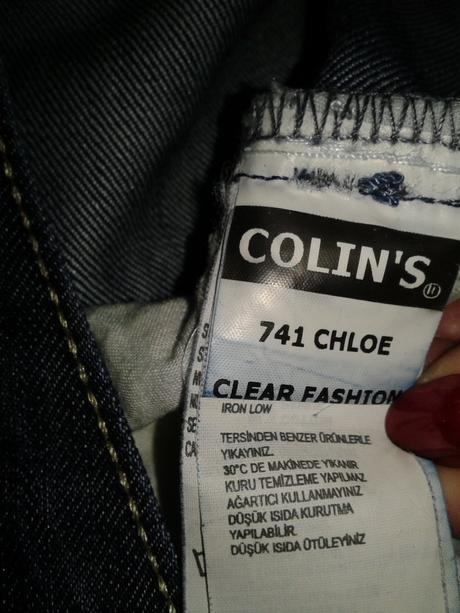 COLIN'S
741 CHLOE
CLEAR FASHION
IRON LOW
TERSİNDEN BENZER ÜRÜNLERLE
YIKAYINIZ.
30°C DE MAKİNEDE YIKANIR
KURU TEMİZLEME YAPILMAZ
AĞARTICI KULLANMAYINIZ
DÜŞÜK ISIDA KURUTMA
YAPILABİLİR
DÜŞÜK ISIDA ÜTÜLEYİNİZ